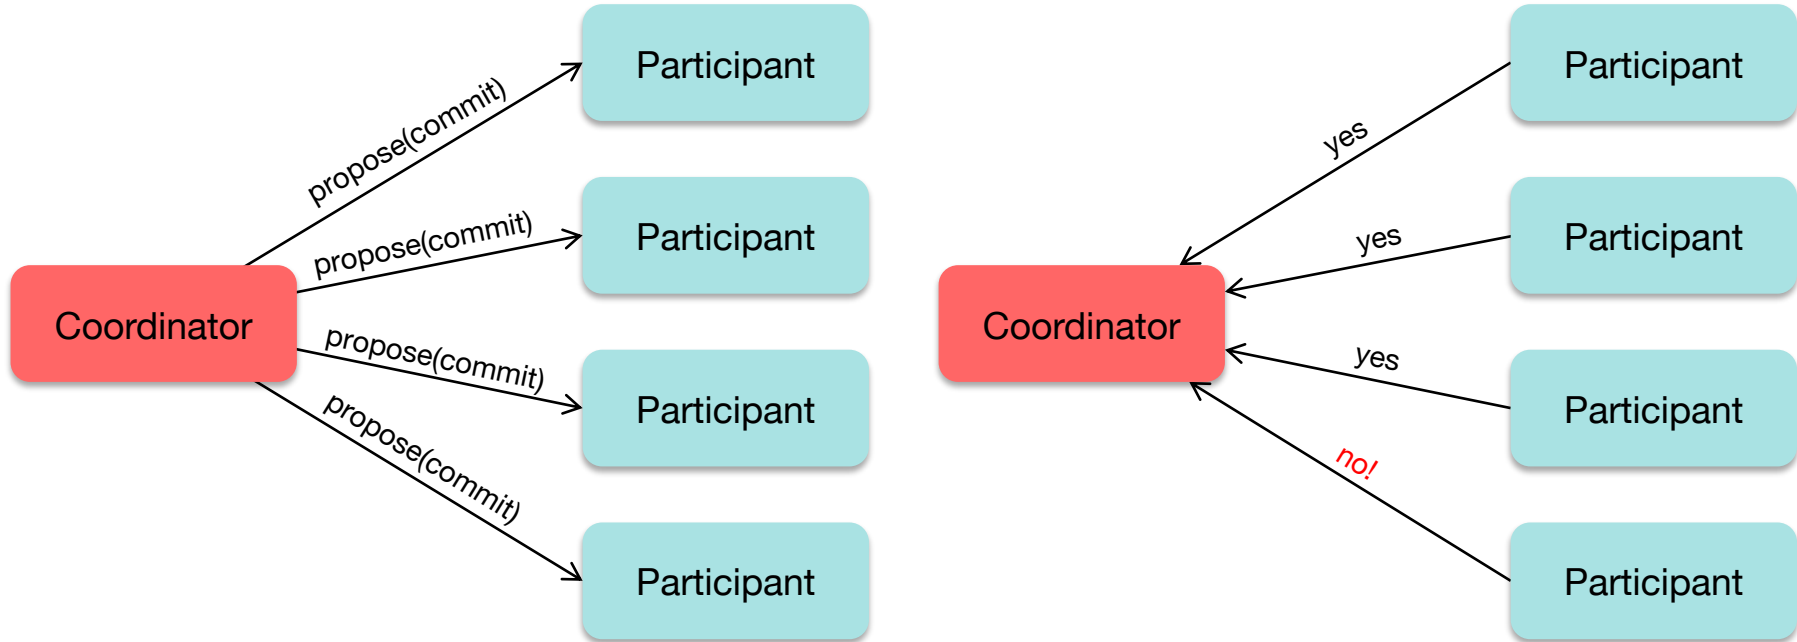 Participant
propose(commit)
Participant
propose(commit)
Coordinator
propose(commit)
Participant
propose(commit)
Participant
Participant
yes
Participant
yes
Coordinator
yes
Participant
no!
Participant